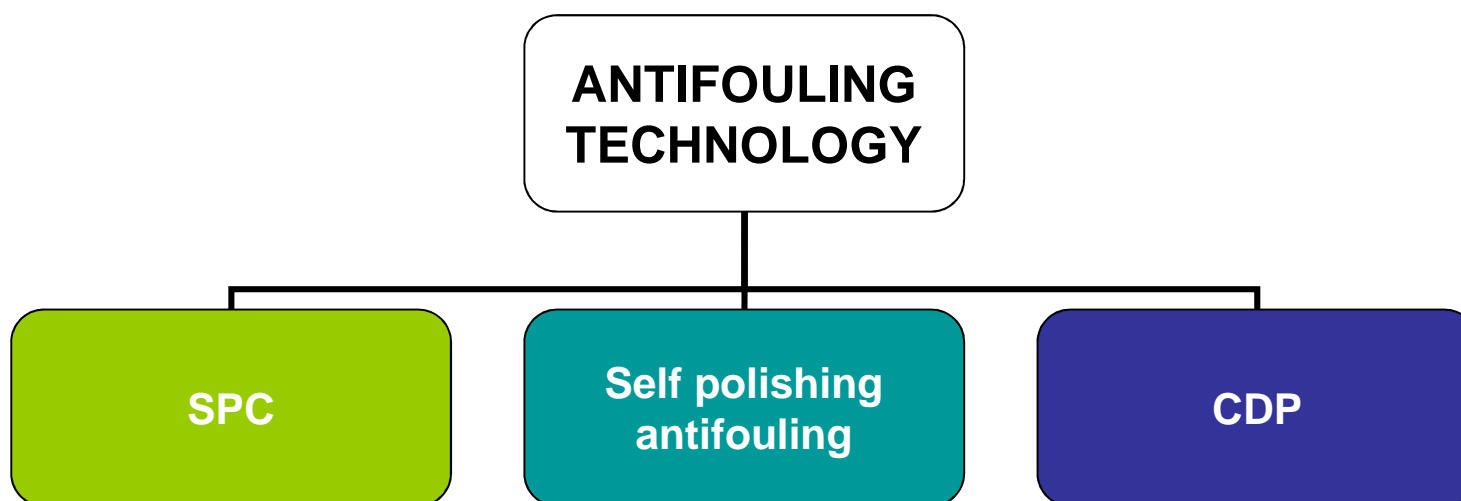 ANTIFOULING
TECHNOLOGY
SPC
Self polishing
antifouling
CDP